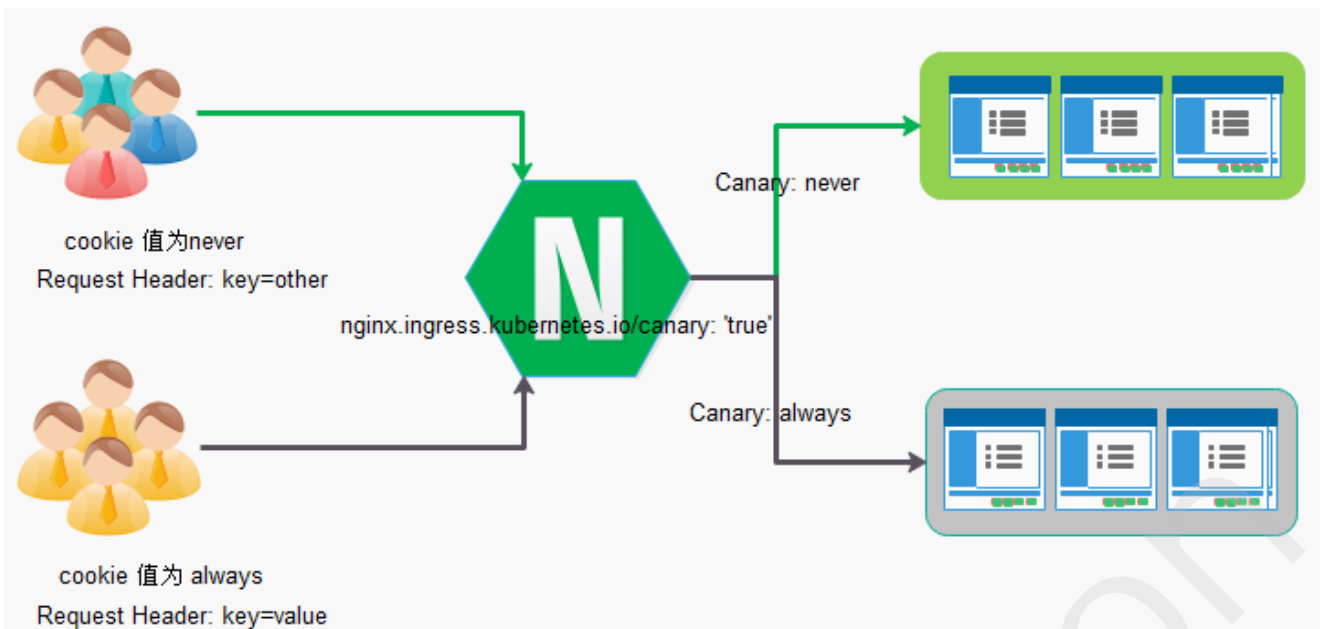 cookie 值为never
Request Header: key=other
N
nginx.ingress.kubernetes.io/canary: 'true'
Canary: never
Canary: always
cookie 值为 always
Request Header: key=value